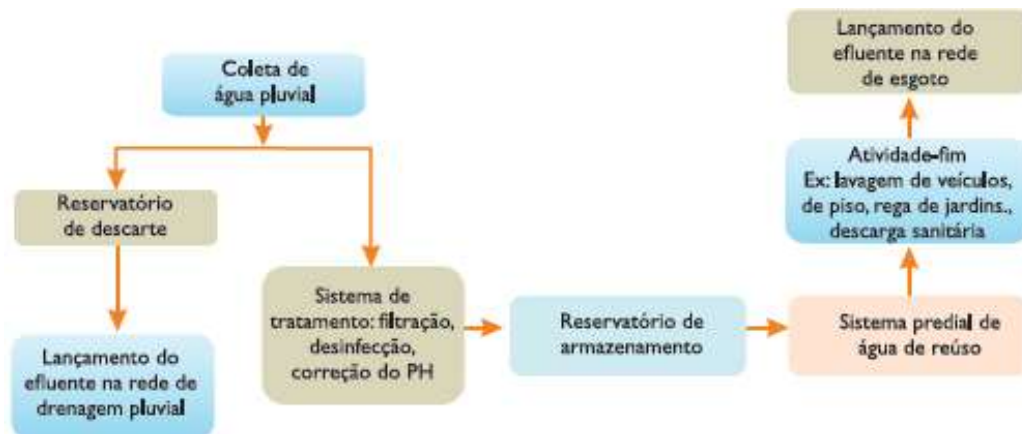 Coleta de
água pluvial
Reservatório
de descarte
Lançamento do
efluente na rede de
drenagem pluvial
Sistema de
tratamento: filtração,
desinfecção,
correção do PH
Reservatório de
armazenamento
Sistema predial de
água de reúso
Atividade-fim
Ex: lavagem de veículos,
de piso, rega de jardins.,
descarga sanitária
Lançamento do
efluente na rede
de esgoto